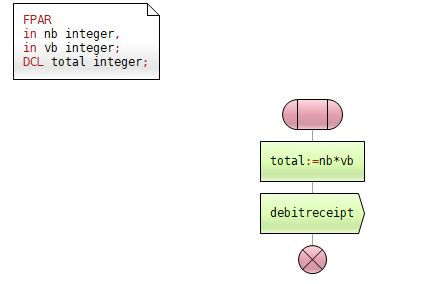 FPAR
in nb integer,
in vb integer;
DCL total integer;
total:=nb*vb
debitreceipt